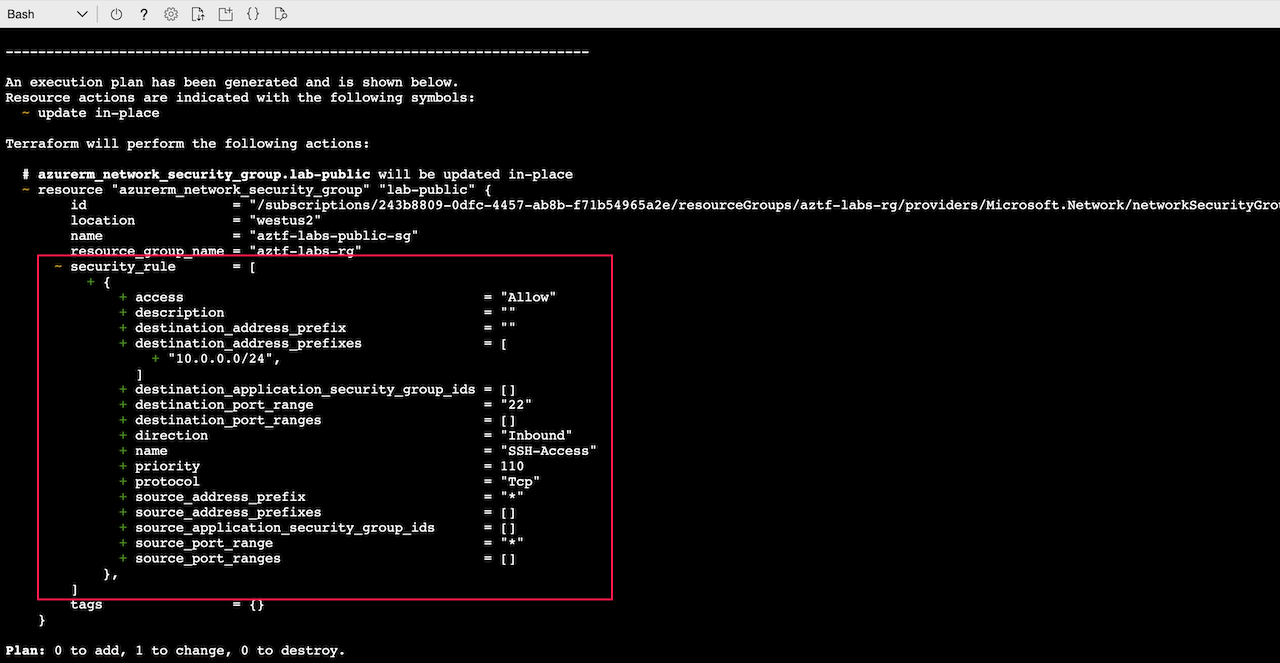 Bash
------------------------------------------------------------------------
An execution plan has been generated and is shown below.
Resource actions are indicated with the following symbols:
  ~ update in-place
Terraform will perform the following actions:
  # azurerm_network_security_group.lab-public will be updated in-place
  ~ resource "azurerm_network_security_group" "lab-public" {
        id                  = "/subscriptions/243b8809-0dfc-4457-ab8b-f71b54965a2e/resourceGroups/aztf-labs-rg/providers/Microsoft.Network/networkSecurityGrou
        location            = "westus2"
        name                = "aztf-labs-public-sg"
        resource_group_name = "aztf-labs-rg"
      ~ security_rule       = [
          + {
              + access                                     = "Allow"
              + description                                = ""
              + destination_address_prefix                 = ""
              + destination_address_prefixes               = [
                  + "10.0.0.0/24",
                ]
              + destination_application_security_group_ids = []
              + destination_port_range                     = "22"
              + destination_port_ranges                    = []
              + direction                                  = "Inbound"
              + name                                       = "SSH-Access"
              + priority                                   = 110
              + protocol                                   = "Tcp"
              + source_address_prefix                      = "*"
              + source_address_prefixes                    = []
              + source_application_security_group_ids      = []
              + source_port_range                          = "*"
              + source_port_ranges                         = []
            },
        ]
        tags                = {}
    }
Plan: 0 to add, 1 to change, 0 to destroy.